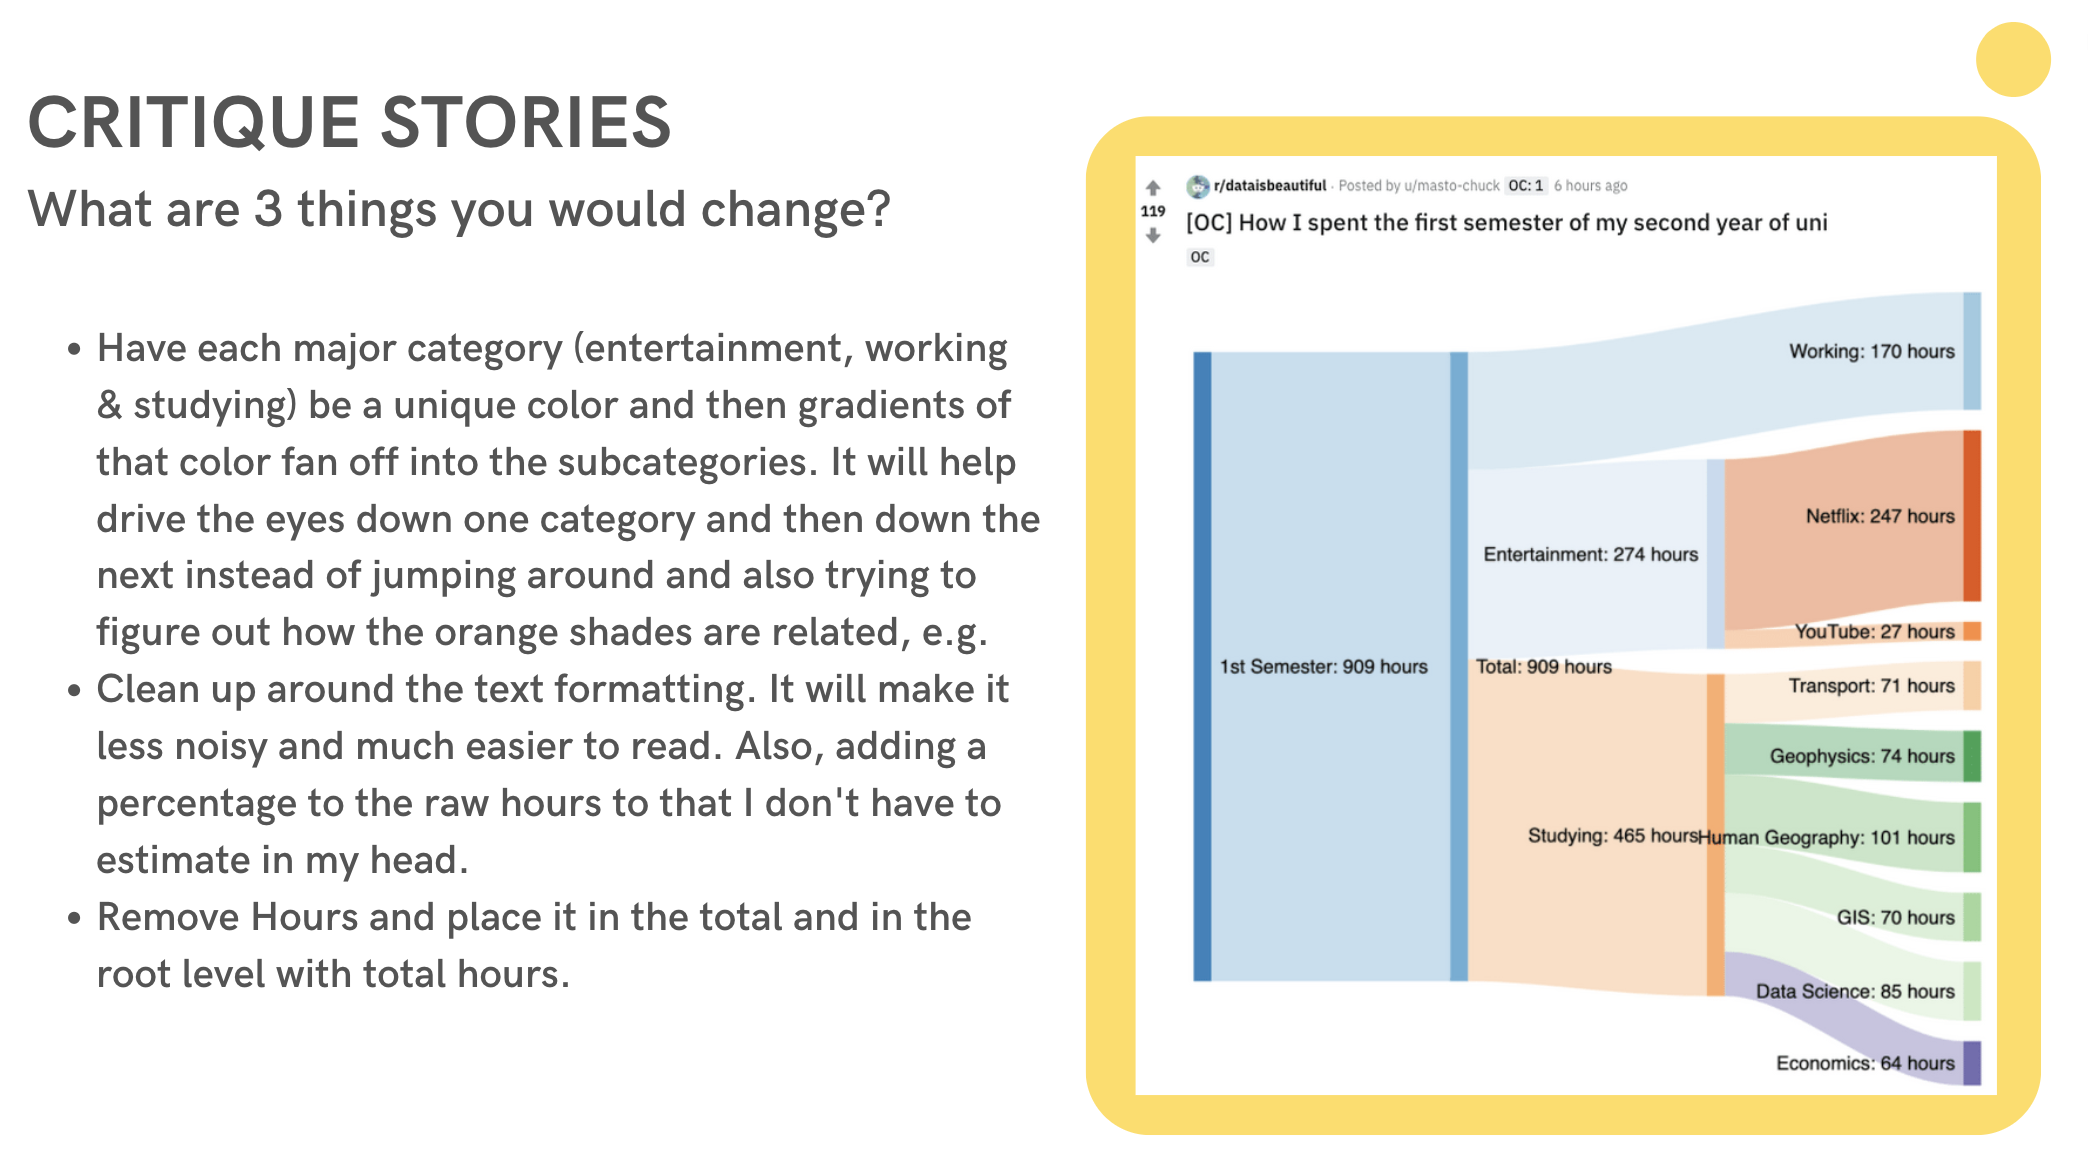 CRITIQUE STORIES
What are 3 things you would change?
• Have each major category (entertainment, working
& studying) be a unique color and then gradients of
that color fan off into the subcategories. It will help
drive the eyes down one category and then down the
next instead of jumping around and also trying to
figure out how the orange shades are related, e.g.
• Clean up around the text formatting. It will make it
less noisy and much easier to read. Also, adding a
percentage to the raw hours to that I don't have to
estimate in my head.
• Remove Hours and place it in the total and in the
root level with total hours.
r/dataisbeautiful · Posted by u/masto-chuck OC: 1 6 hours ago
119
[OC] How I spent the first semester of my second year of uni
OC
Working: 170 hours
Netflix: 247 hours
Entertainment: 274 hours
YouTube: 27 hours
1st Semester: 909 hours
Total: 909 hours
Transport: 71 hours
Geophysics: 74 hours
Studying: 465 hours
Human Geography: 101 hours
GIS: 70 hours
Data Science: 85 hours
Economics: 64 hours